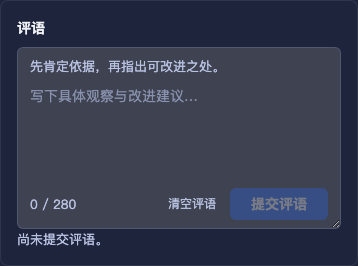 评语
先肯定依据，再指出可改进之处。
写下具体观察与改进建议…
0 / 280 清空评语 提交评语
尚未提交评语。